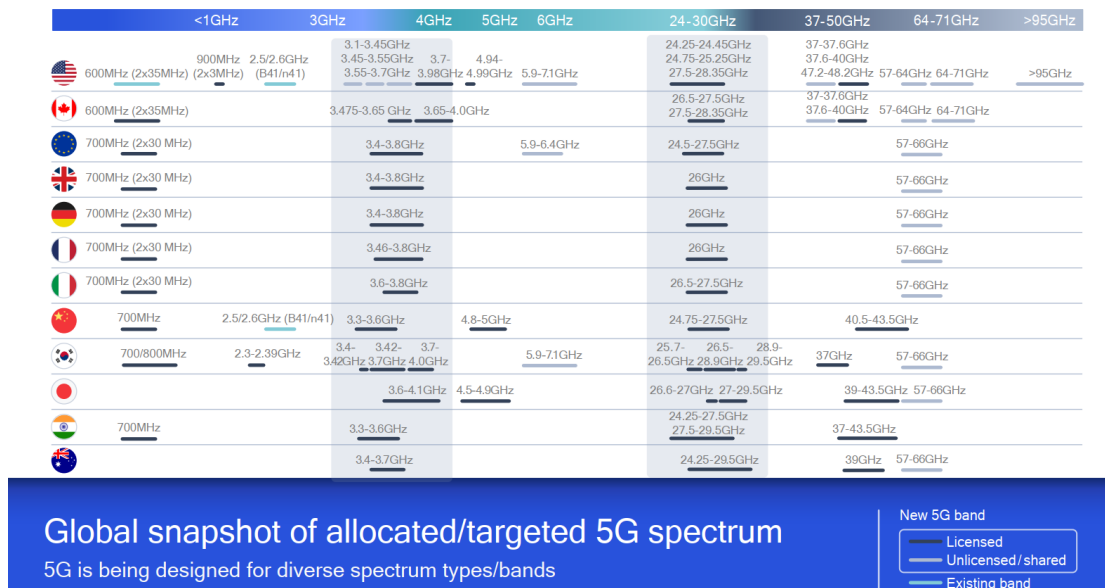 <1GHz 3GHz 4GHz 5GHz 6GHz 24-30GHz 37-50GHz 64-71GHz >95GHz
3.1-3.45GHz 24.25-24.45GHz 37-37.6GHz
900MHz 2.5/2.6GHz 3.45-3.55GHz 3.7- 4.94- 24.75-25.25GHz 37.6-40GHz
600MHz (2x35MHz) (2x3MHz) (B41/n41) 3.55-3.7GHz 3.98GHz 4.99GHz 5.9-7.1GHz 27.5-28.35GHz 47.2-48.2GHz 57-64GHz 64-71GHz >95GHz
26.5-27.5GHz 37-37.6GHz
600MHz (2x35MHz) 3.475-3.65 GHz 3.65-4.0GHz 27.5-28.35GHz 37.6-40GHz 57-64GHz 64-71GHz
700MHz (2x30 MHz) 3.4-3.8GHz 5.9-6.4GHz 24.5-27.5GHz 57-66GHz
700MHz (2x30 MHz) 3.4-3.8GHz 26GHz 57-66GHz
700MHz (2x30 MHz) 3.4-3.8GHz 26GHz 57-66GHz
700MHz (2x30 MHz) 3.46-3.8GHz 26GHz 57-66GHz
700MHz (2x30 MHz) 3.6-3.8GHz 26.5-27.5GHz 57-66GHz
700MHz 2.5/2.6GHz (B41/n41) 3.3-3.6GHz 4.8-5GHz 24.75-27.5GHz 40.5-43.5GHz
3.4- 3.42- 3.7- 25.7- 26.5- 28.9-
700/800MHz 2.3-2.39GHz 3.42GHz 3.7GHz 4.0GHz 5.9-7.1GHz 26.5GHz 28.9GHz 29.5GHz 37GHz 57-66GHz
3.6-4.1GHz 4.5-4.9GHz 26.6-27GHz 27-29.5GHz 39-43.5GHz 57-66GHz
24.25-27.5GHz
700MHz 3.3-3.6GHz 27.5-29.5GHz 37-43.5GHz
3.4-3.7GHz 24.25-29.5GHz 39GHz 57-66GHz
Global snapshot of allocated/targeted 5G spectrum
5G is being designed for diverse spectrum types/bands
New 5G band
Licensed
Unlicensed/shared
Existing band